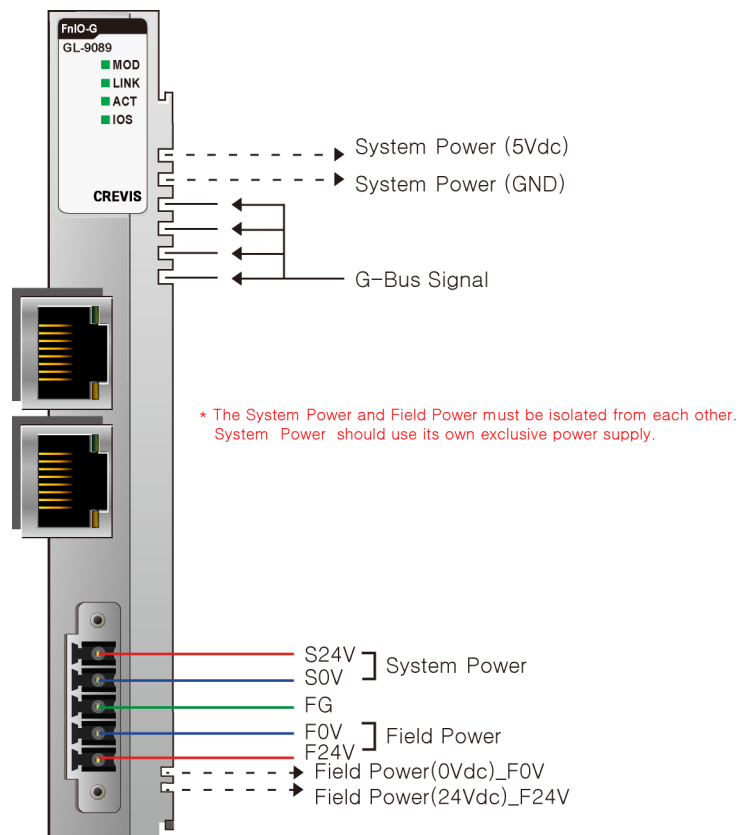 FnIO-G
GL-9089
MOD
LINK
ACT
IOS
CREVIS
System Power (5Vdc)
System Power (GND)
G-Bus Signal
* The System Power and Field Power must be isolated from each other.
System Power should use its own exclusive power supply.
S24V
System Power
S0V
FG
F0V
Field Power
F24V
Field Power(0Vdc)_F0V
Field Power(24Vdc)_F24V